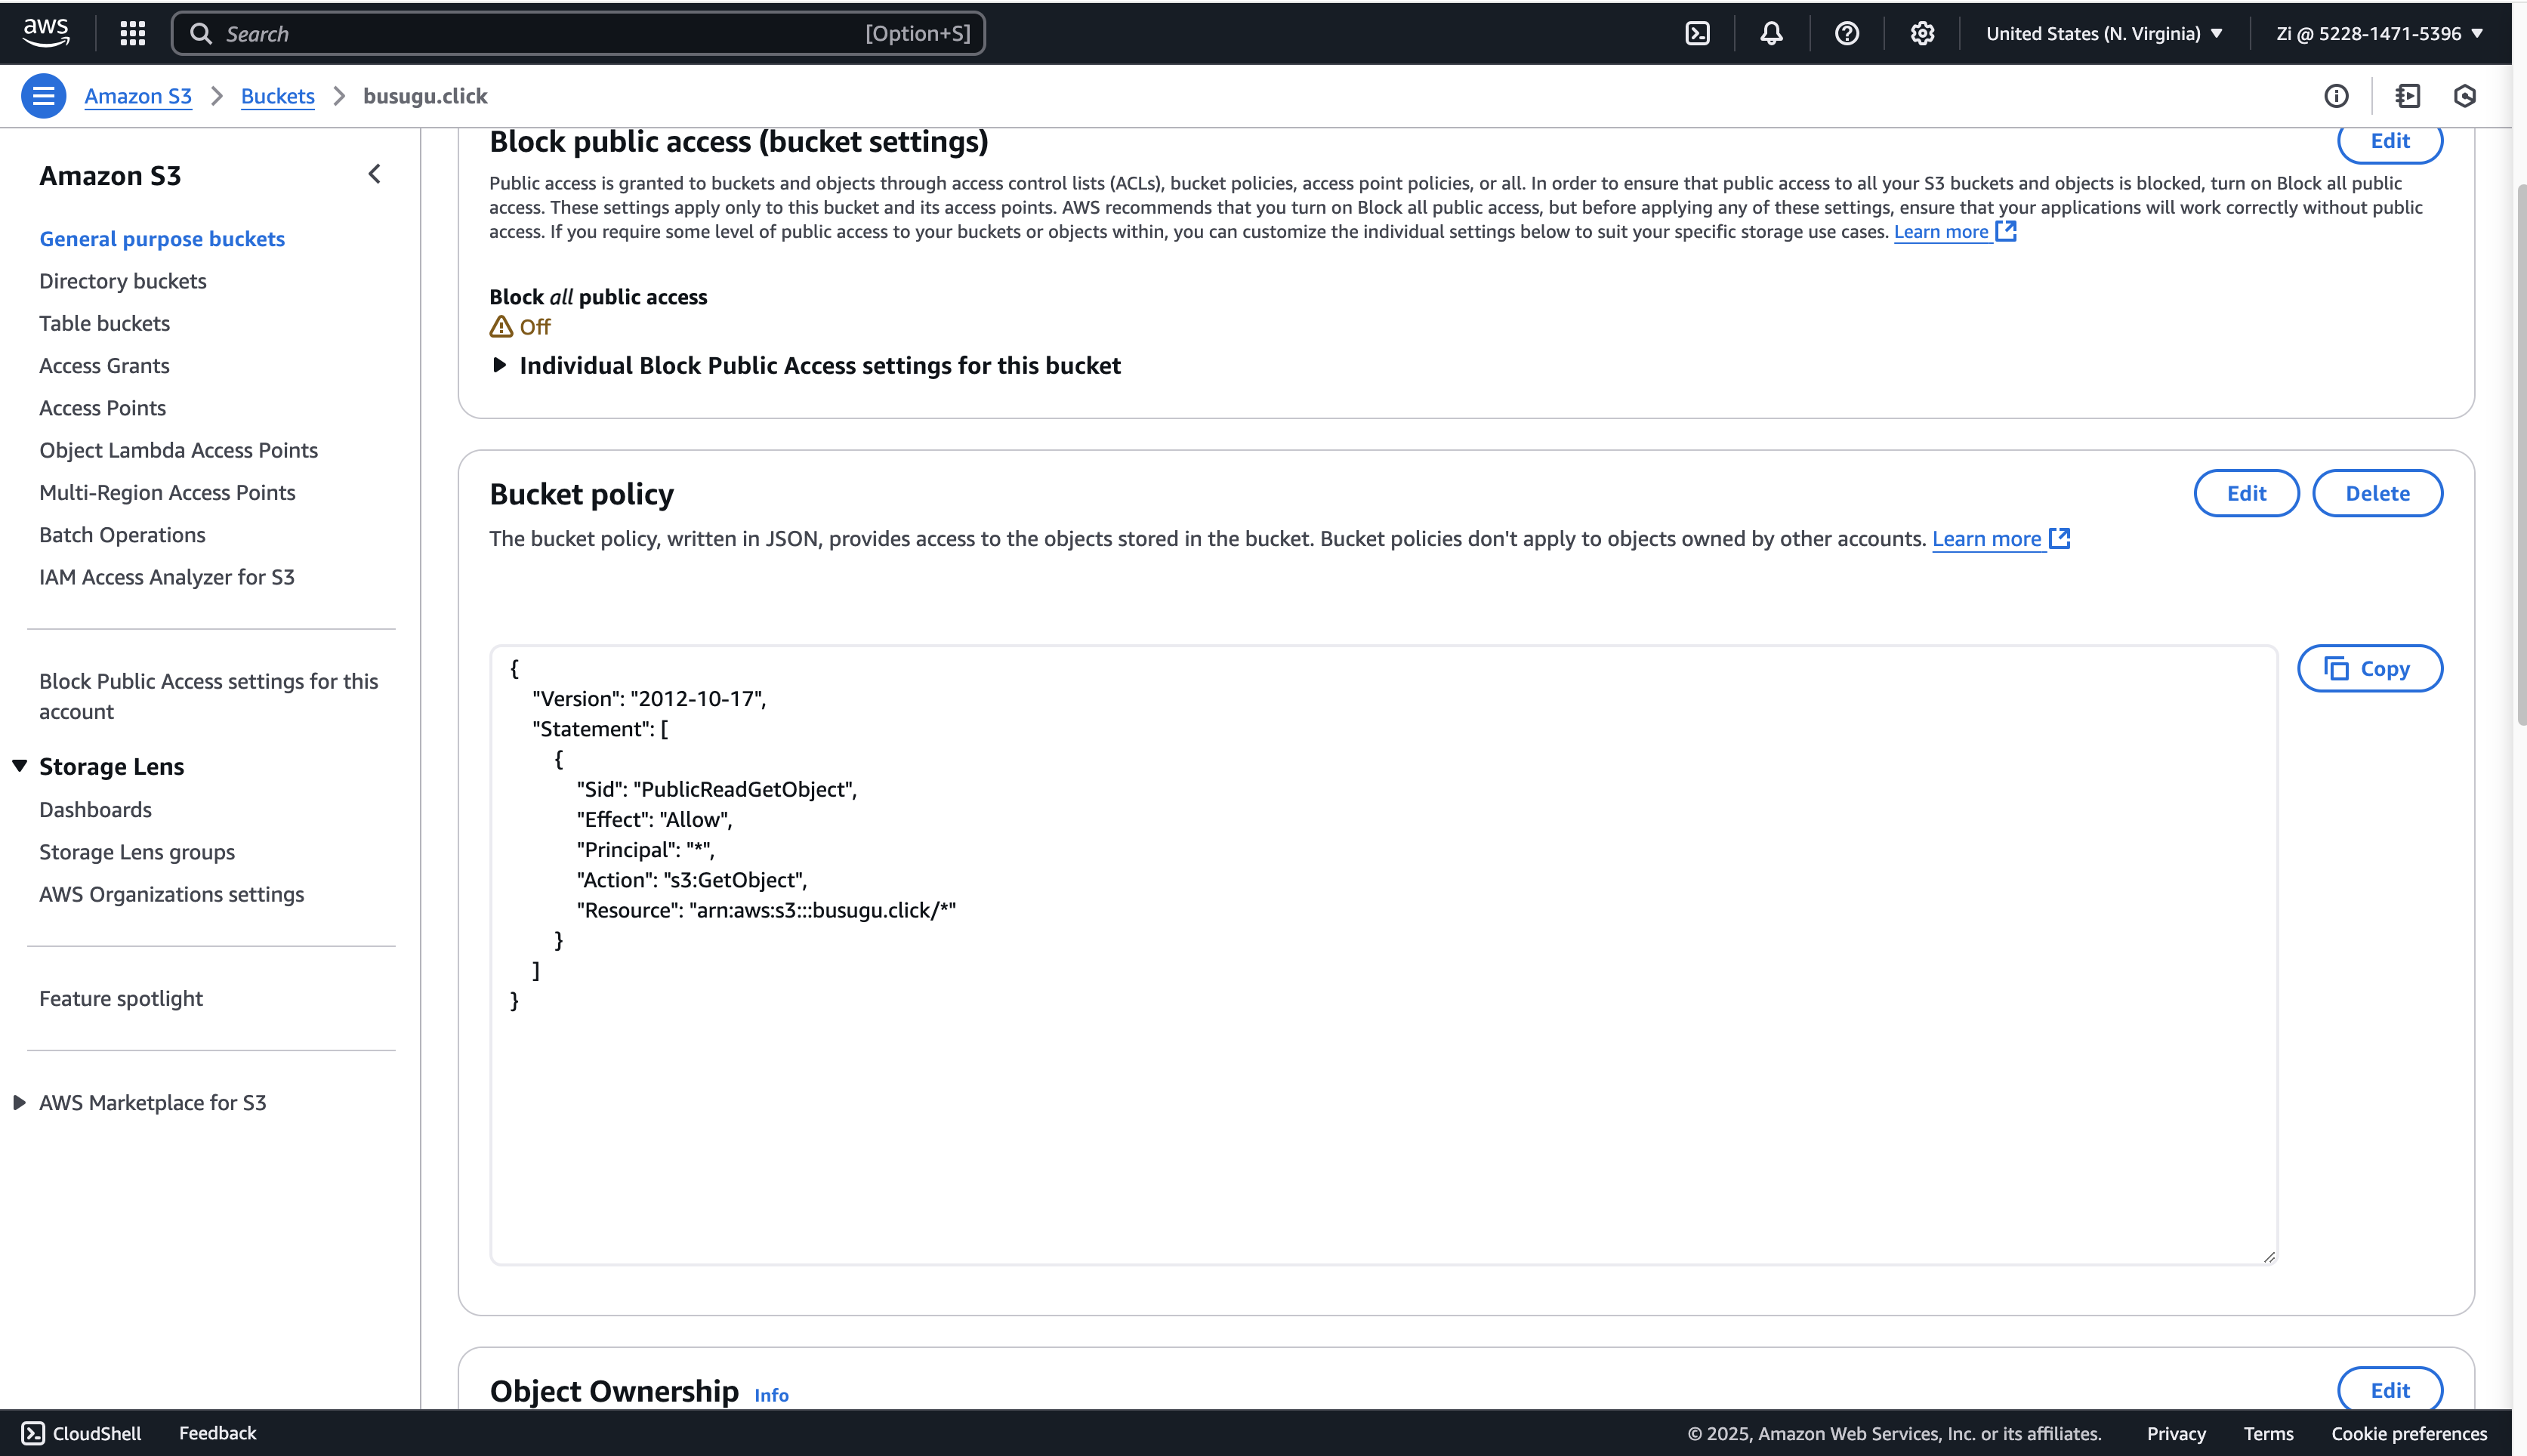 aws
Search
[Option+S]
United States (N. Virginia)
Zi @ 5228-1471-5396
Amazon S3
Buckets
busugu.click
Amazon S3
General purpose buckets
Directory buckets
Table buckets
Access Grants
Access Points
Object Lambda Access Points
Multi-Region Access Points
Batch Operations
IAM Access Analyzer for S3
Block Public Access settings for this
account
Storage Lens
Dashboards
Storage Lens groups
AWS Organizations settings
Feature spotlight
AWS Marketplace for S3
Block public access (bucket settings)
Edit
Public access is granted to buckets and objects through access control lists (ACLs), bucket policies, access point policies, or all. In order to ensure that public access to all your S3 buckets and objects is blocked, turn on Block all public
access. These settings apply only to this bucket and its access points. AWS recommends that you turn on Block all public access, but before applying any of these settings, ensure that your applications will work correctly without public
access. If you require some level of public access to your buckets or objects within, you can customize the individual settings below to suit your specific storage use cases. Learn more
Block all public access
Off
Individual Block Public Access settings for this bucket
Bucket policy
Edit
Delete
The bucket policy, written in JSON, provides access to the objects stored in the bucket. Bucket policies don't apply to objects owned by other accounts. Learn more
Copy
{
"Version": "2012-10-17",
"Statement": [
{
"Sid": "PublicReadGetObject",
"Effect": "Allow",
"Principal": "*",
"Action": "s3:GetObject",
"Resource": "arn:aws:s3:::busugu.click/*"
}
]
}
Object Ownership Info
Edit
CloudShell
Feedback
© 2025, Amazon Web Services, Inc. or its affiliates.
Privacy
Terms
Cookie preferences